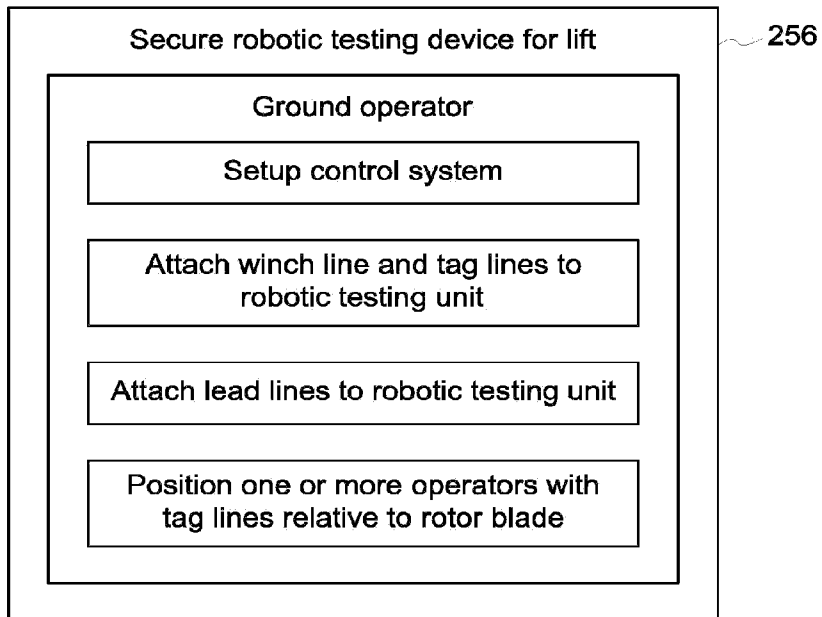 Secure robotic testing device for lift
256
Ground operator
Setup control system
Attach winch line and tag lines to
robotic testing unit
Attach lead lines to robotic testing unit
Position one or more operators with
tag lines relative to rotor blade